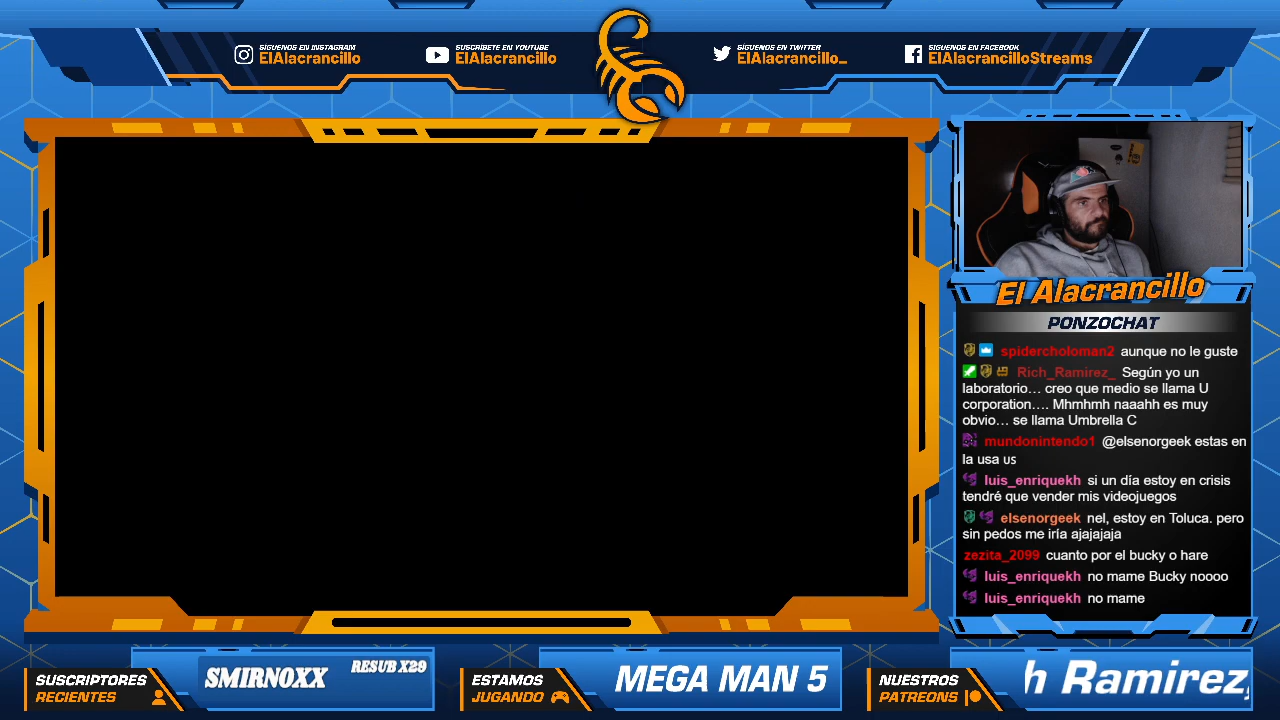 SÍGUENOS EN INSTAGRAM
ElAlacrancillo
SUSCRÍBETE EN YOUTUBE
ElAlacrancillo
SÍGUENOS EN TWITTER
ElAlacrancillo_
SÍGUENOS EN FACEBOOK
ElAlacrancilloStreams
El Alacrancillo
PONZOCHAT
spidercholoman2 aunque no le guste
Rich_Ramirez_ Según yo un
laboratorio… creo que medio se llama U
corporation…. Mhmhmh naaahh es muy
obvio… se llama Umbrella C
mundonintendo1 @elsenorgeek estas en
la usa us
luis_enriquekh si un día estoy en crisis
tendré que vender mis videojuegos
elsenorgeek nel, estoy en Toluca. pero
sin pedos me iría ajajajaja
zezita_2099 cuanto por el bucky o hare
luis_enriquekh no mame Bucky noooo
luis_enriquekh no mame
SUSCRIPTORES
RECIENTES
SMIRNOXX
RESUB X29
ESTAMOS
JUGANDO
MEGA MAN 5
NUESTROS
PATREONS
h Ramirez,